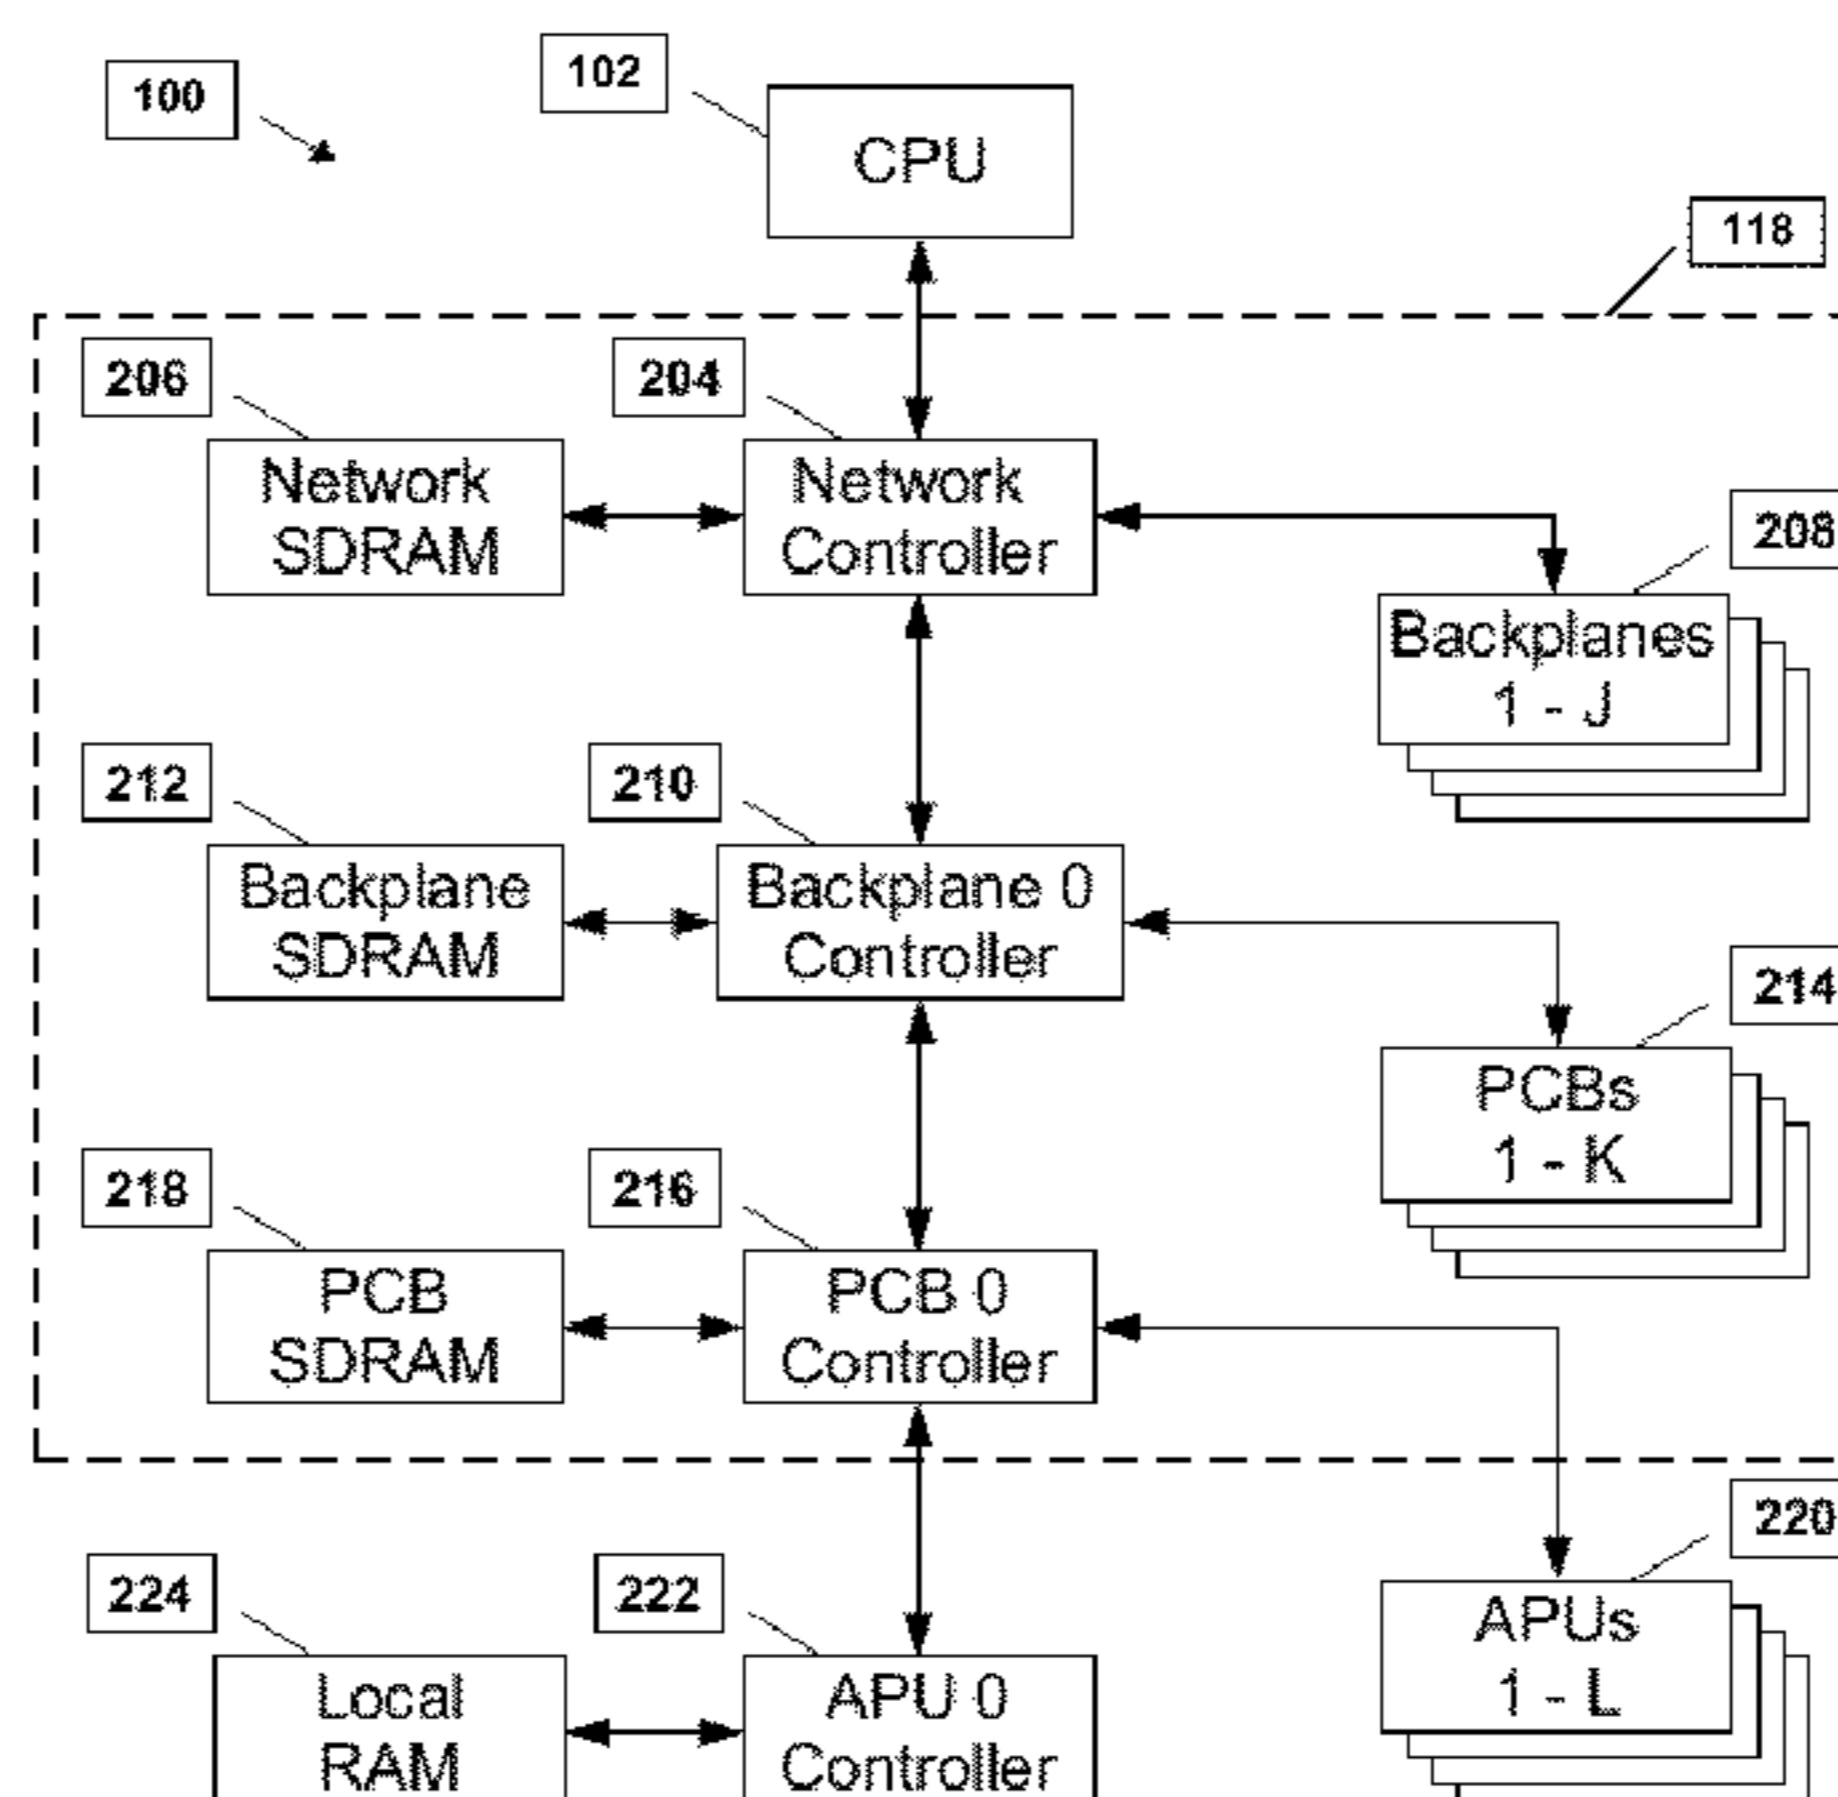 100
102
CPU
118
206
204
Network
SDRAM
Network
Controller
208
Backplanes
1 - J
212
210
Backplane
SDRAM
Backplane 0
Controller
214
PCBs
1 - K
218
216
PCB
SDRAM
PCB 0
Controller
220
APUs
1 - L
224
222
Local
RAM
APU 0
Controller